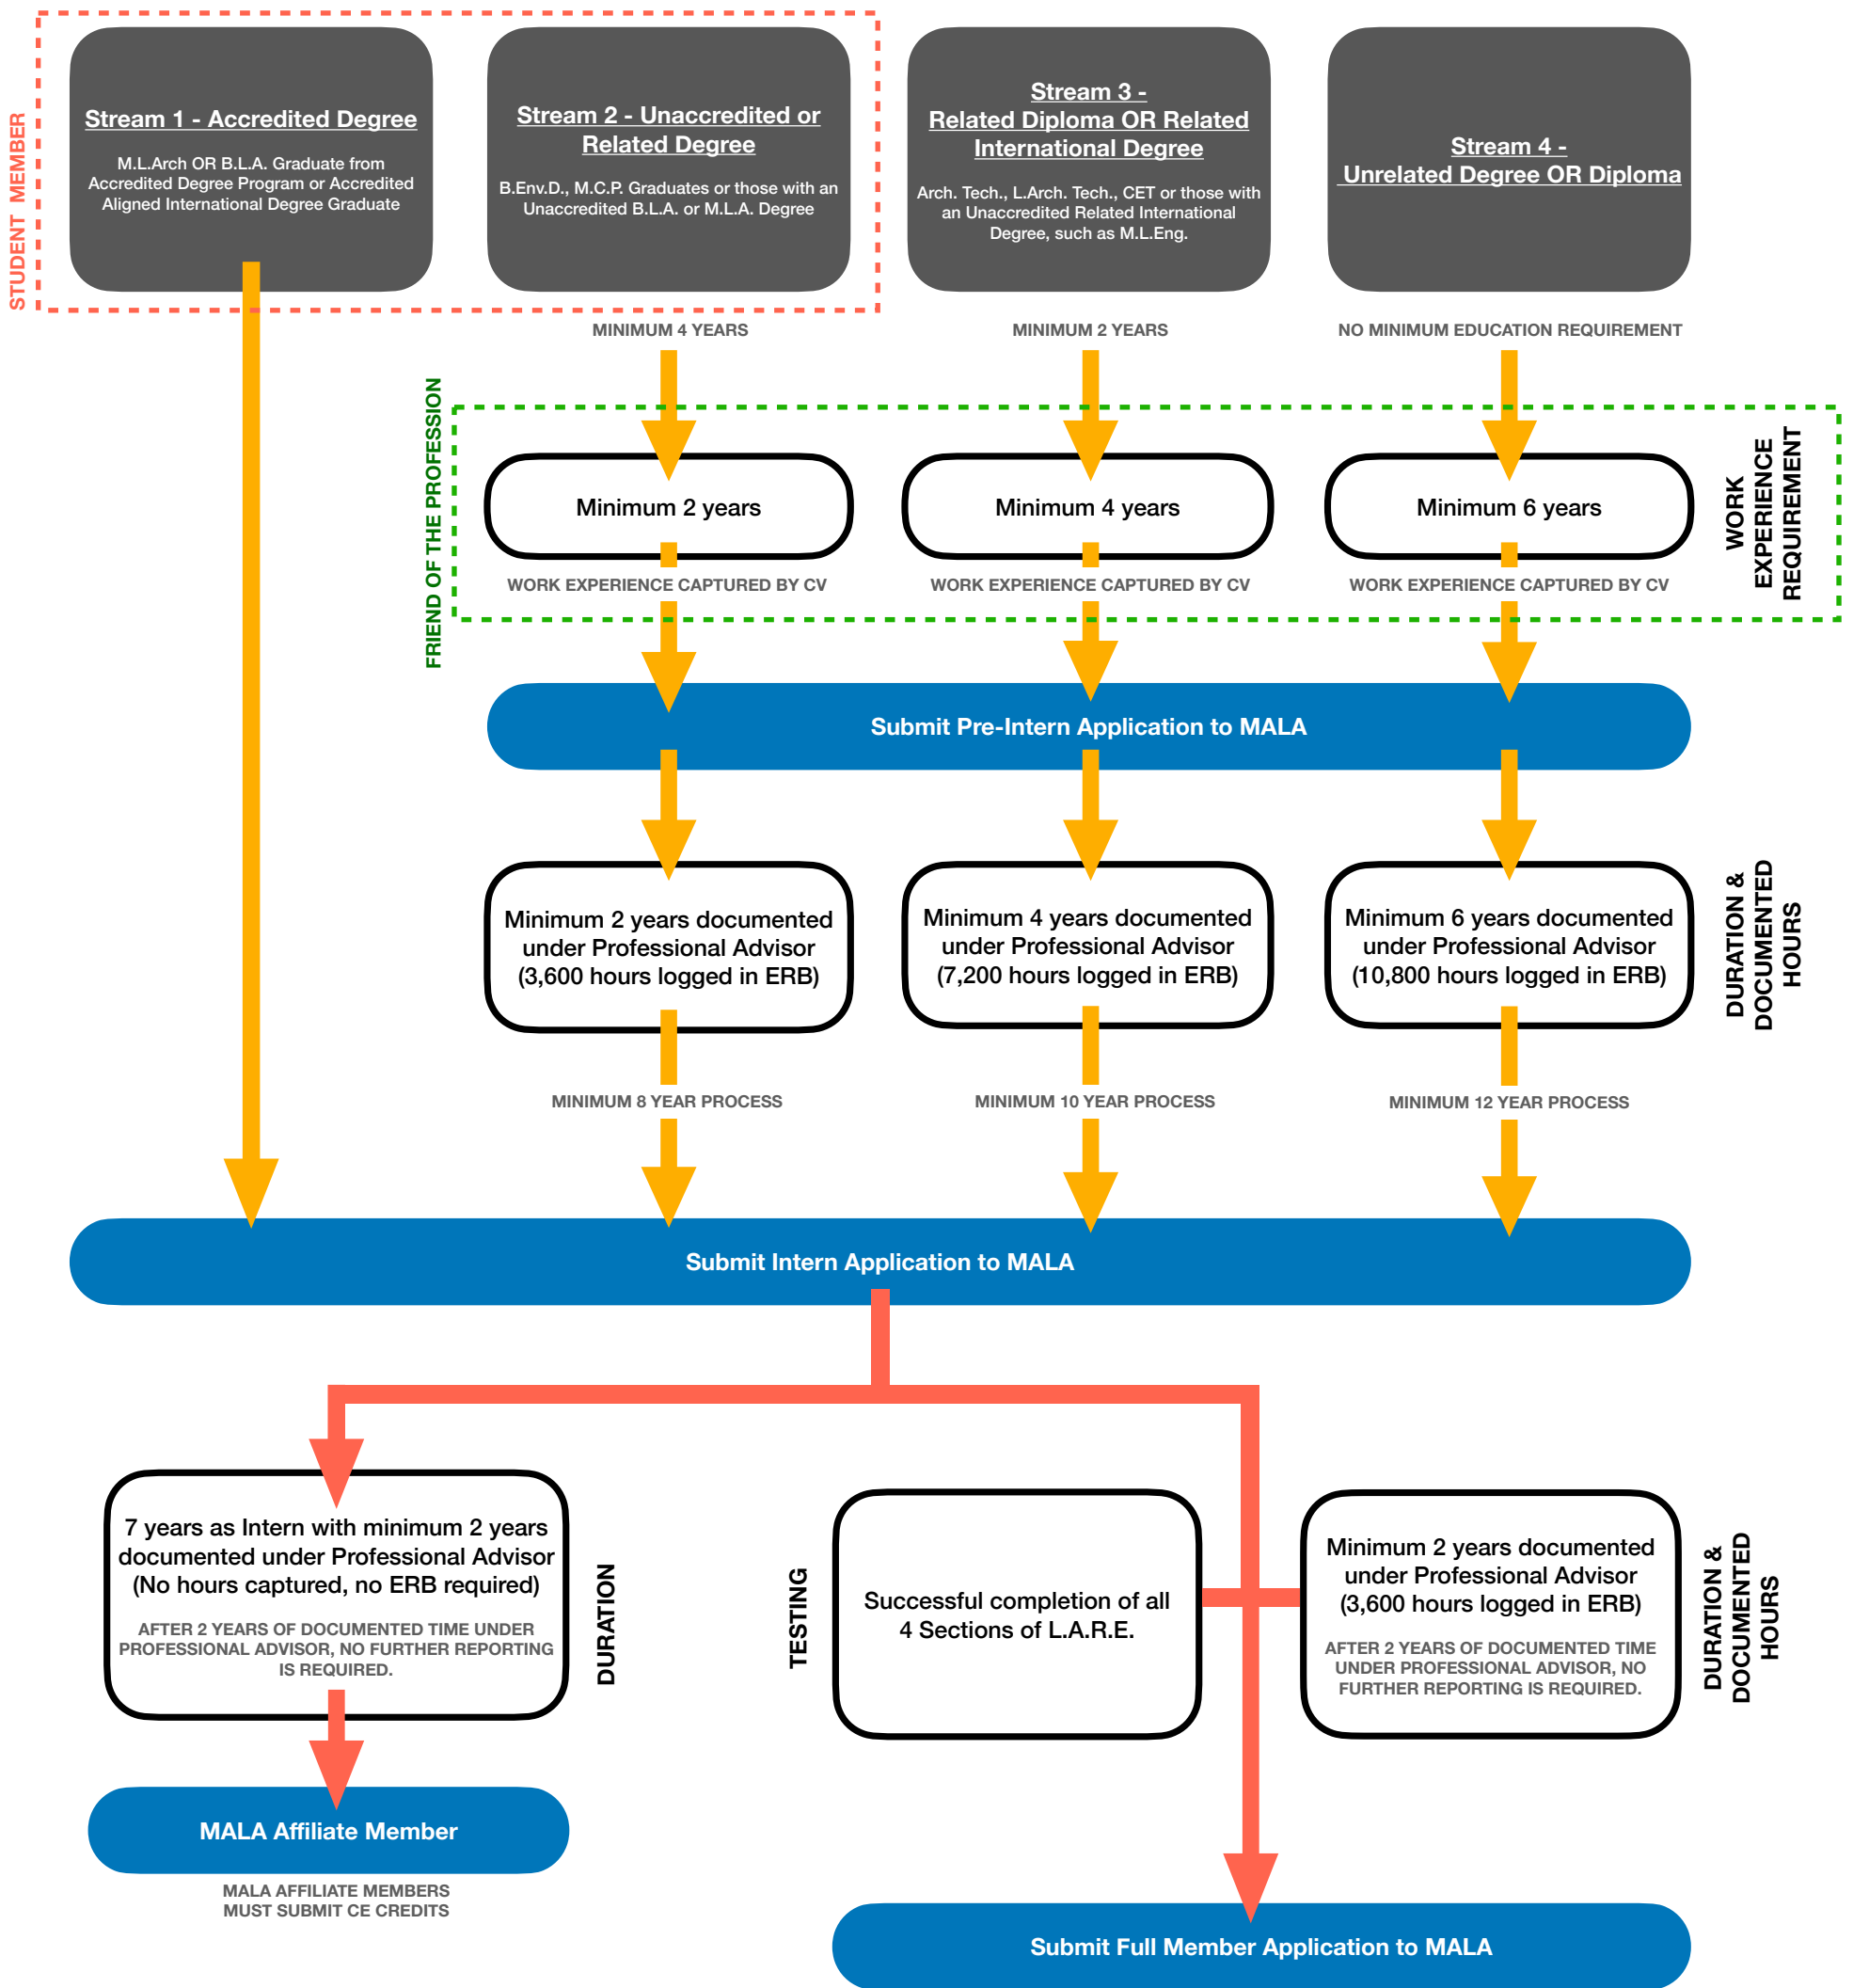 STUDENT MEMBER
Stream 1 - Accredited Degree
M.L.Arch OR B.L.A. Graduate from
Accredited Degree Program or Accredited
Aligned International Degree Graduate
Stream 2 - Unaccredited or
Related Degree
B.Env.D., M.C.P. Graduates or those with an
Unaccredited B.L.A. or M.L.A. Degree
Stream 3 -
Related Diploma OR Related
International Degree
Arch. Tech., L.Arch. Tech., CET or those with
an Unaccredited Related International
Degree, such as M.L.Eng.
Stream 4 -
Unrelated Degree OR Diploma
MINIMUM 4 YEARS
MINIMUM 2 YEARS
NO MINIMUM EDUCATION REQUIREMENT
FRIEND OF THE PROFESSION
Minimum 2 years
Minimum 4 years
Minimum 6 years
WORK
EXPERIENCE
REQUIREMENT
WORK EXPERIENCE CAPTURED BY CV
WORK EXPERIENCE CAPTURED BY CV
WORK EXPERIENCE CAPTURED BY CV
Submit Pre-Intern Application to MALA
Minimum 2 years documented
under Professional Advisor
(3,600 hours logged in ERB)
Minimum 4 years documented
under Professional Advisor
(7,200 hours logged in ERB)
Minimum 6 years documented
under Professional Advisor
(10,800 hours logged in ERB)
DURATION &
DOCUMENTED
HOURS
MINIMUM 8 YEAR PROCESS
MINIMUM 10 YEAR PROCESS
MINIMUM 12 YEAR PROCESS
Submit Intern Application to MALA
7 years as Intern with minimum 2 years
documented under Professional Advisor
(No hours captured, no ERB required)
AFTER 2 YEARS OF DOCUMENTED TIME UNDER
PROFESSIONAL ADVISOR, NO FURTHER REPORTING
IS REQUIRED.
DURATION
TESTING
Successful completion of all
4 Sections of L.A.R.E.
Minimum 2 years documented
under Professional Advisor
(3,600 hours logged in ERB)
AFTER 2 YEARS OF DOCUMENTED TIME
UNDER PROFESSIONAL ADVISOR, NO
FURTHER REPORTING IS REQUIRED.
DURATION &
DOCUMENTED
HOURS
MALA Affiliate Member
MALA AFFILIATE MEMBERS
MUST SUBMIT CE CREDITS
Submit Full Member Application to MALA